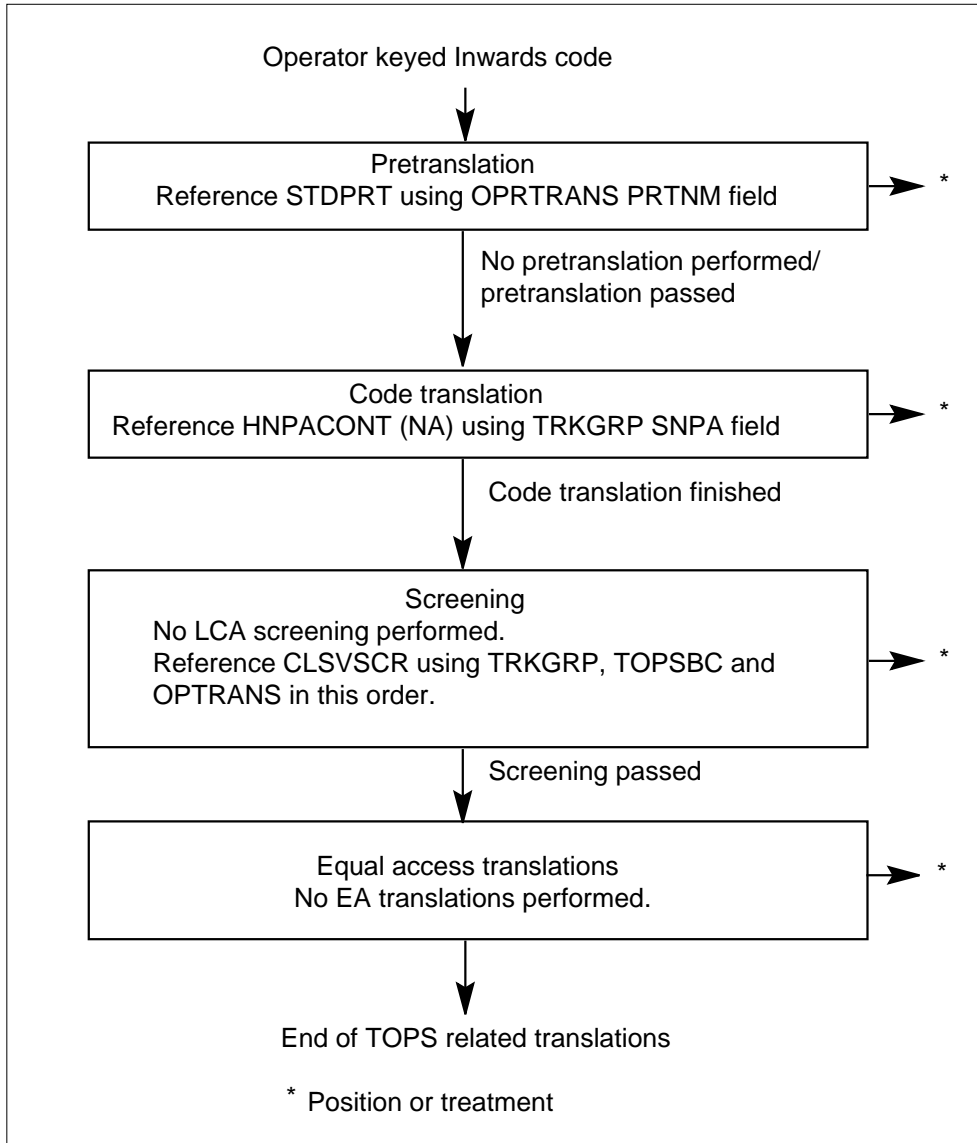 Operator keyed Inwards code
Pretranslation
Reference STDPRT using OPRTRANS PRTNM field
*
No pretranslation performed/
pretranslation passed
Code translation
Reference HNPACONT (NA) using TRKGRP SNPA field
*
Code translation finished
Screening
No LCA screening performed.
Reference CLSVSCR using TRKGRP, TOPSBC and
OPTRANS in this order.
*
Screening passed
Equal access translations
No EA translations performed.
*
End of TOPS related translations
* Position or treatment